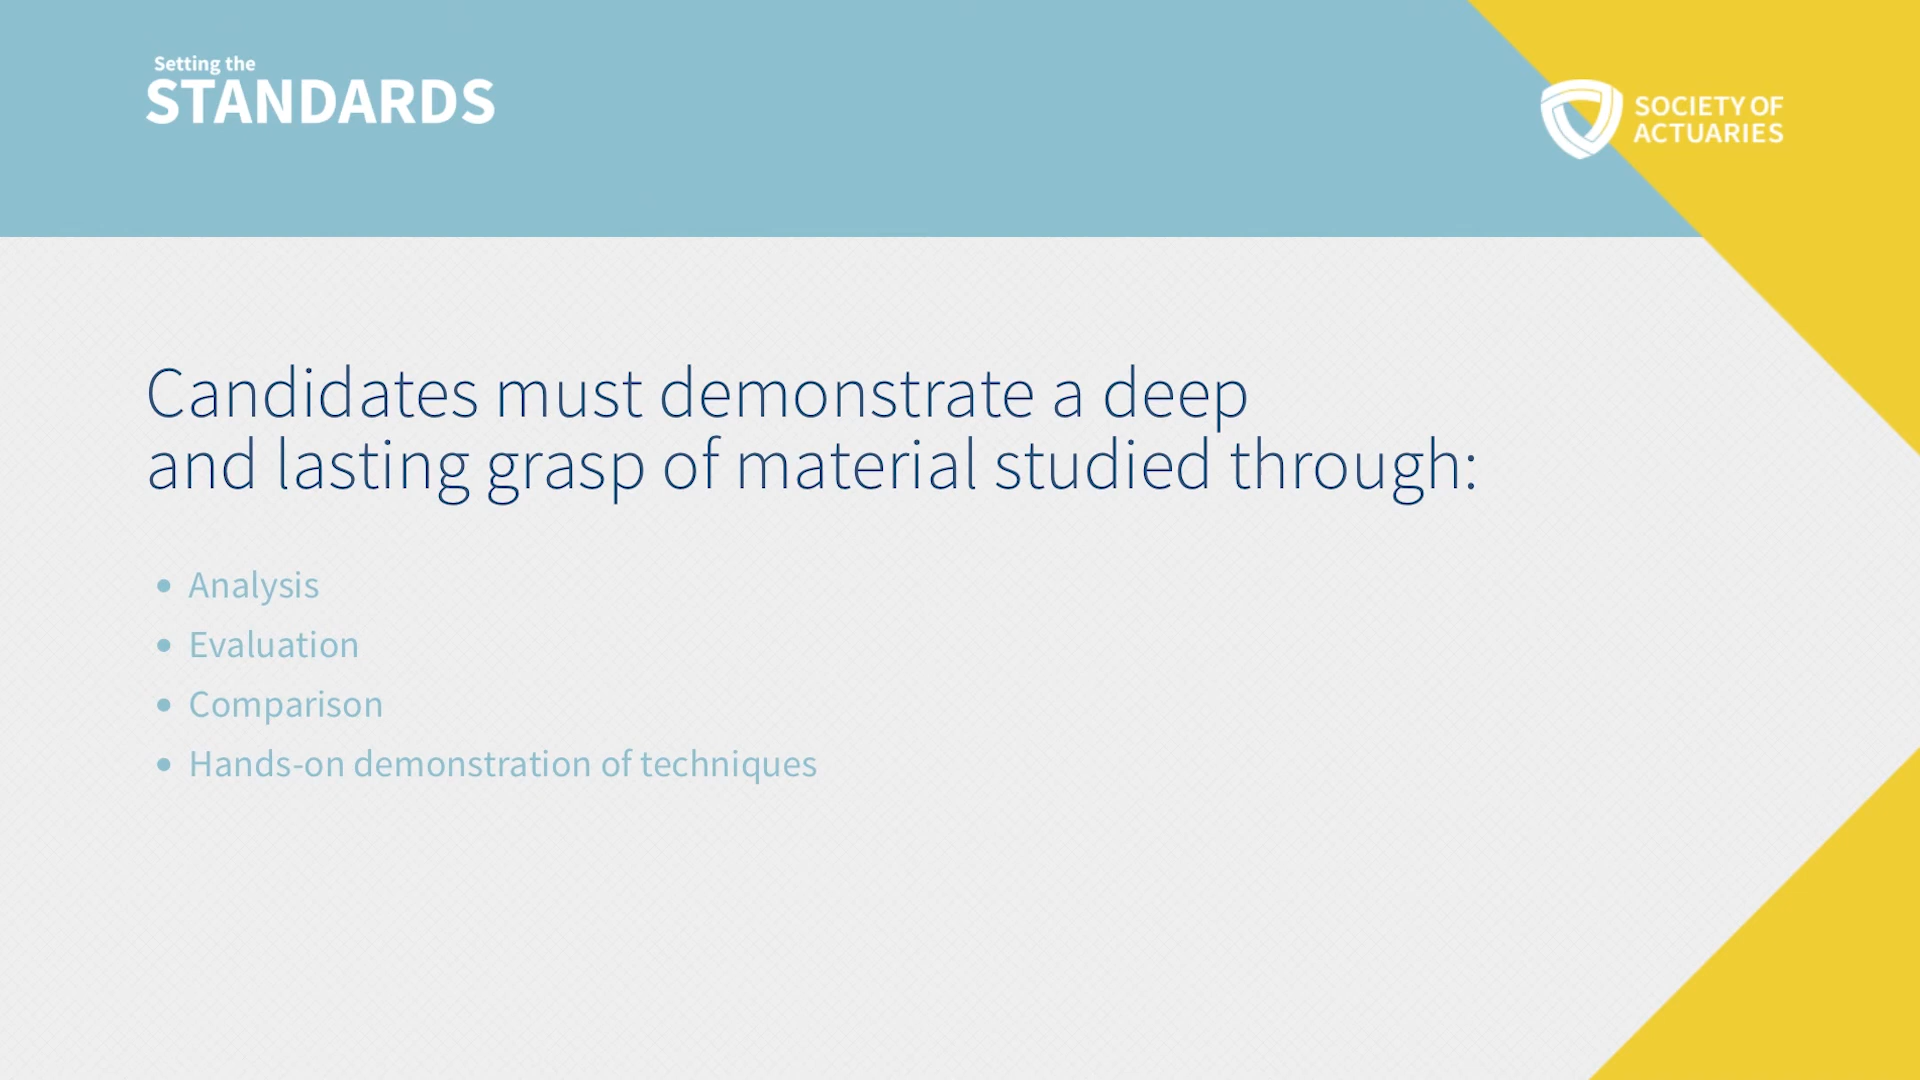 Setting the
STANDARDS
SOCIETY OF
ACTUARIES
Candidates must demonstrate a deep
and lasting grasp of material studied through:
• Analysis
• Evaluation
• Comparison
• Hands-on demonstration of techniques